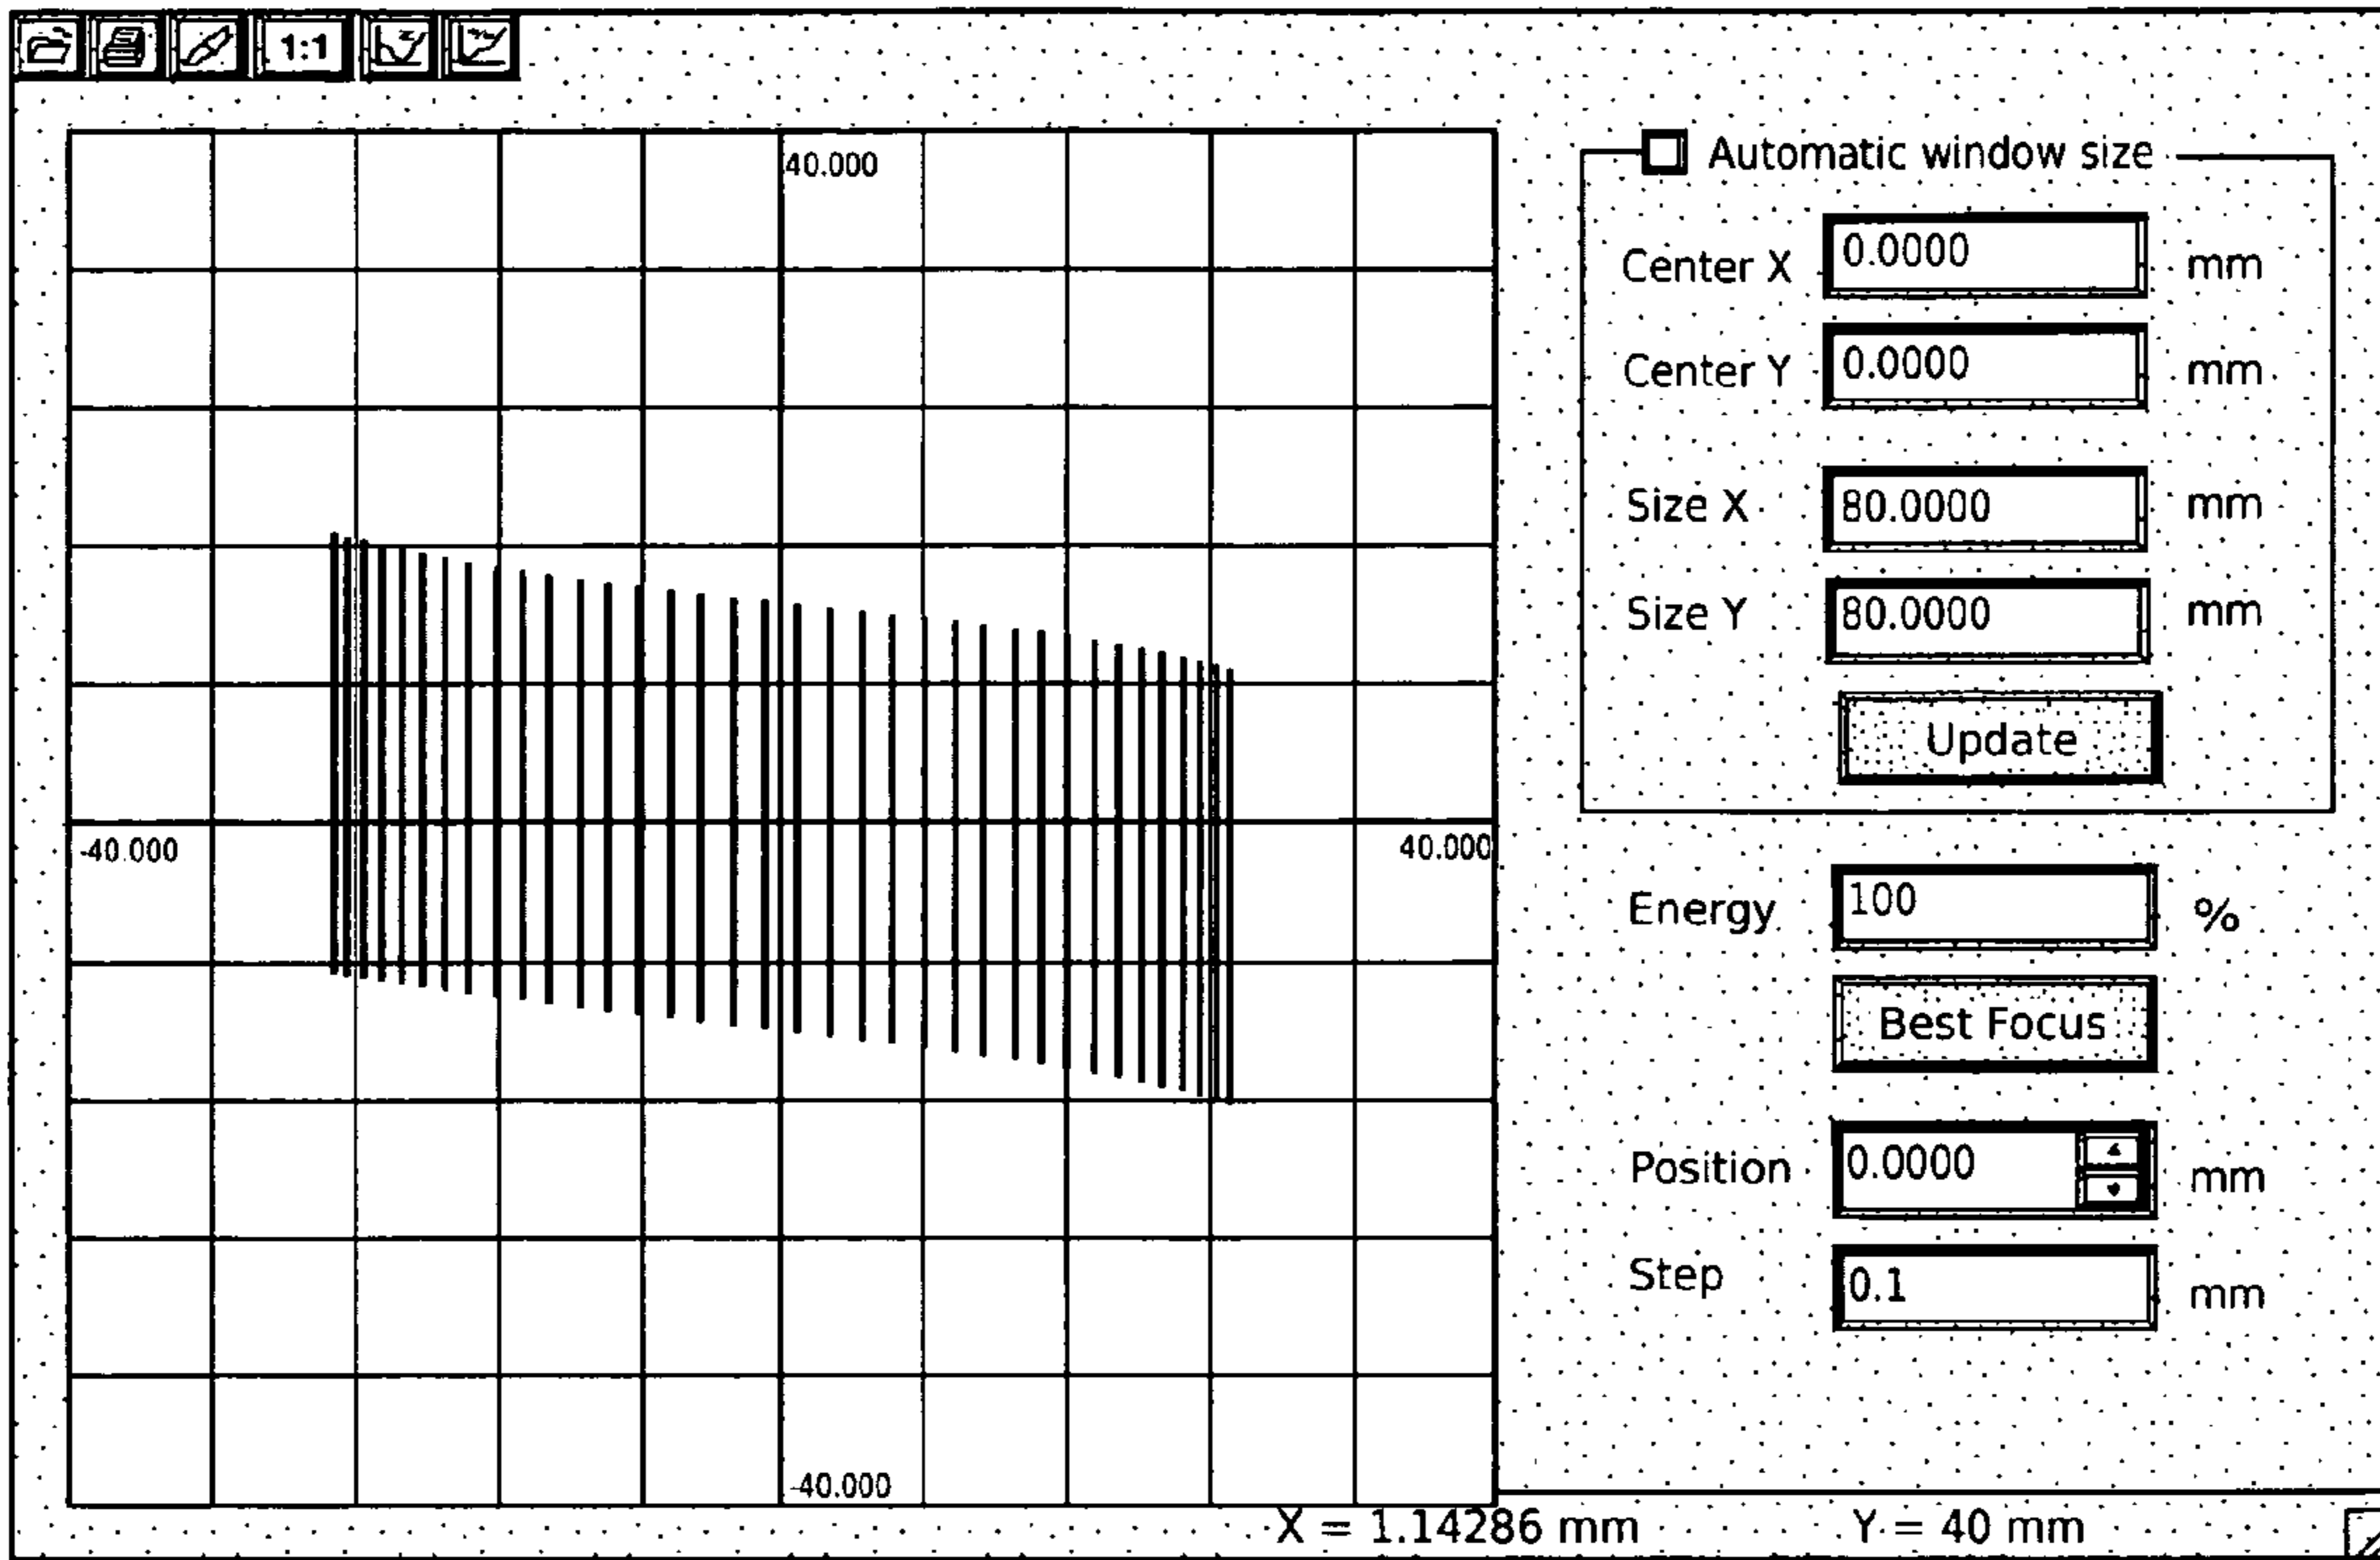 1:1
40.000
-40.000
40.000
-40.000
Automatic window size
Center X 0.0000 mm
Center Y 0.0000 mm
Size X 80.0000 mm
Size Y 80.0000 mm
Update
Energy 100 %
Best Focus
Position 0.0000 mm
Step 0.1 mm
X = 1.14286 mm Y = 40 mm